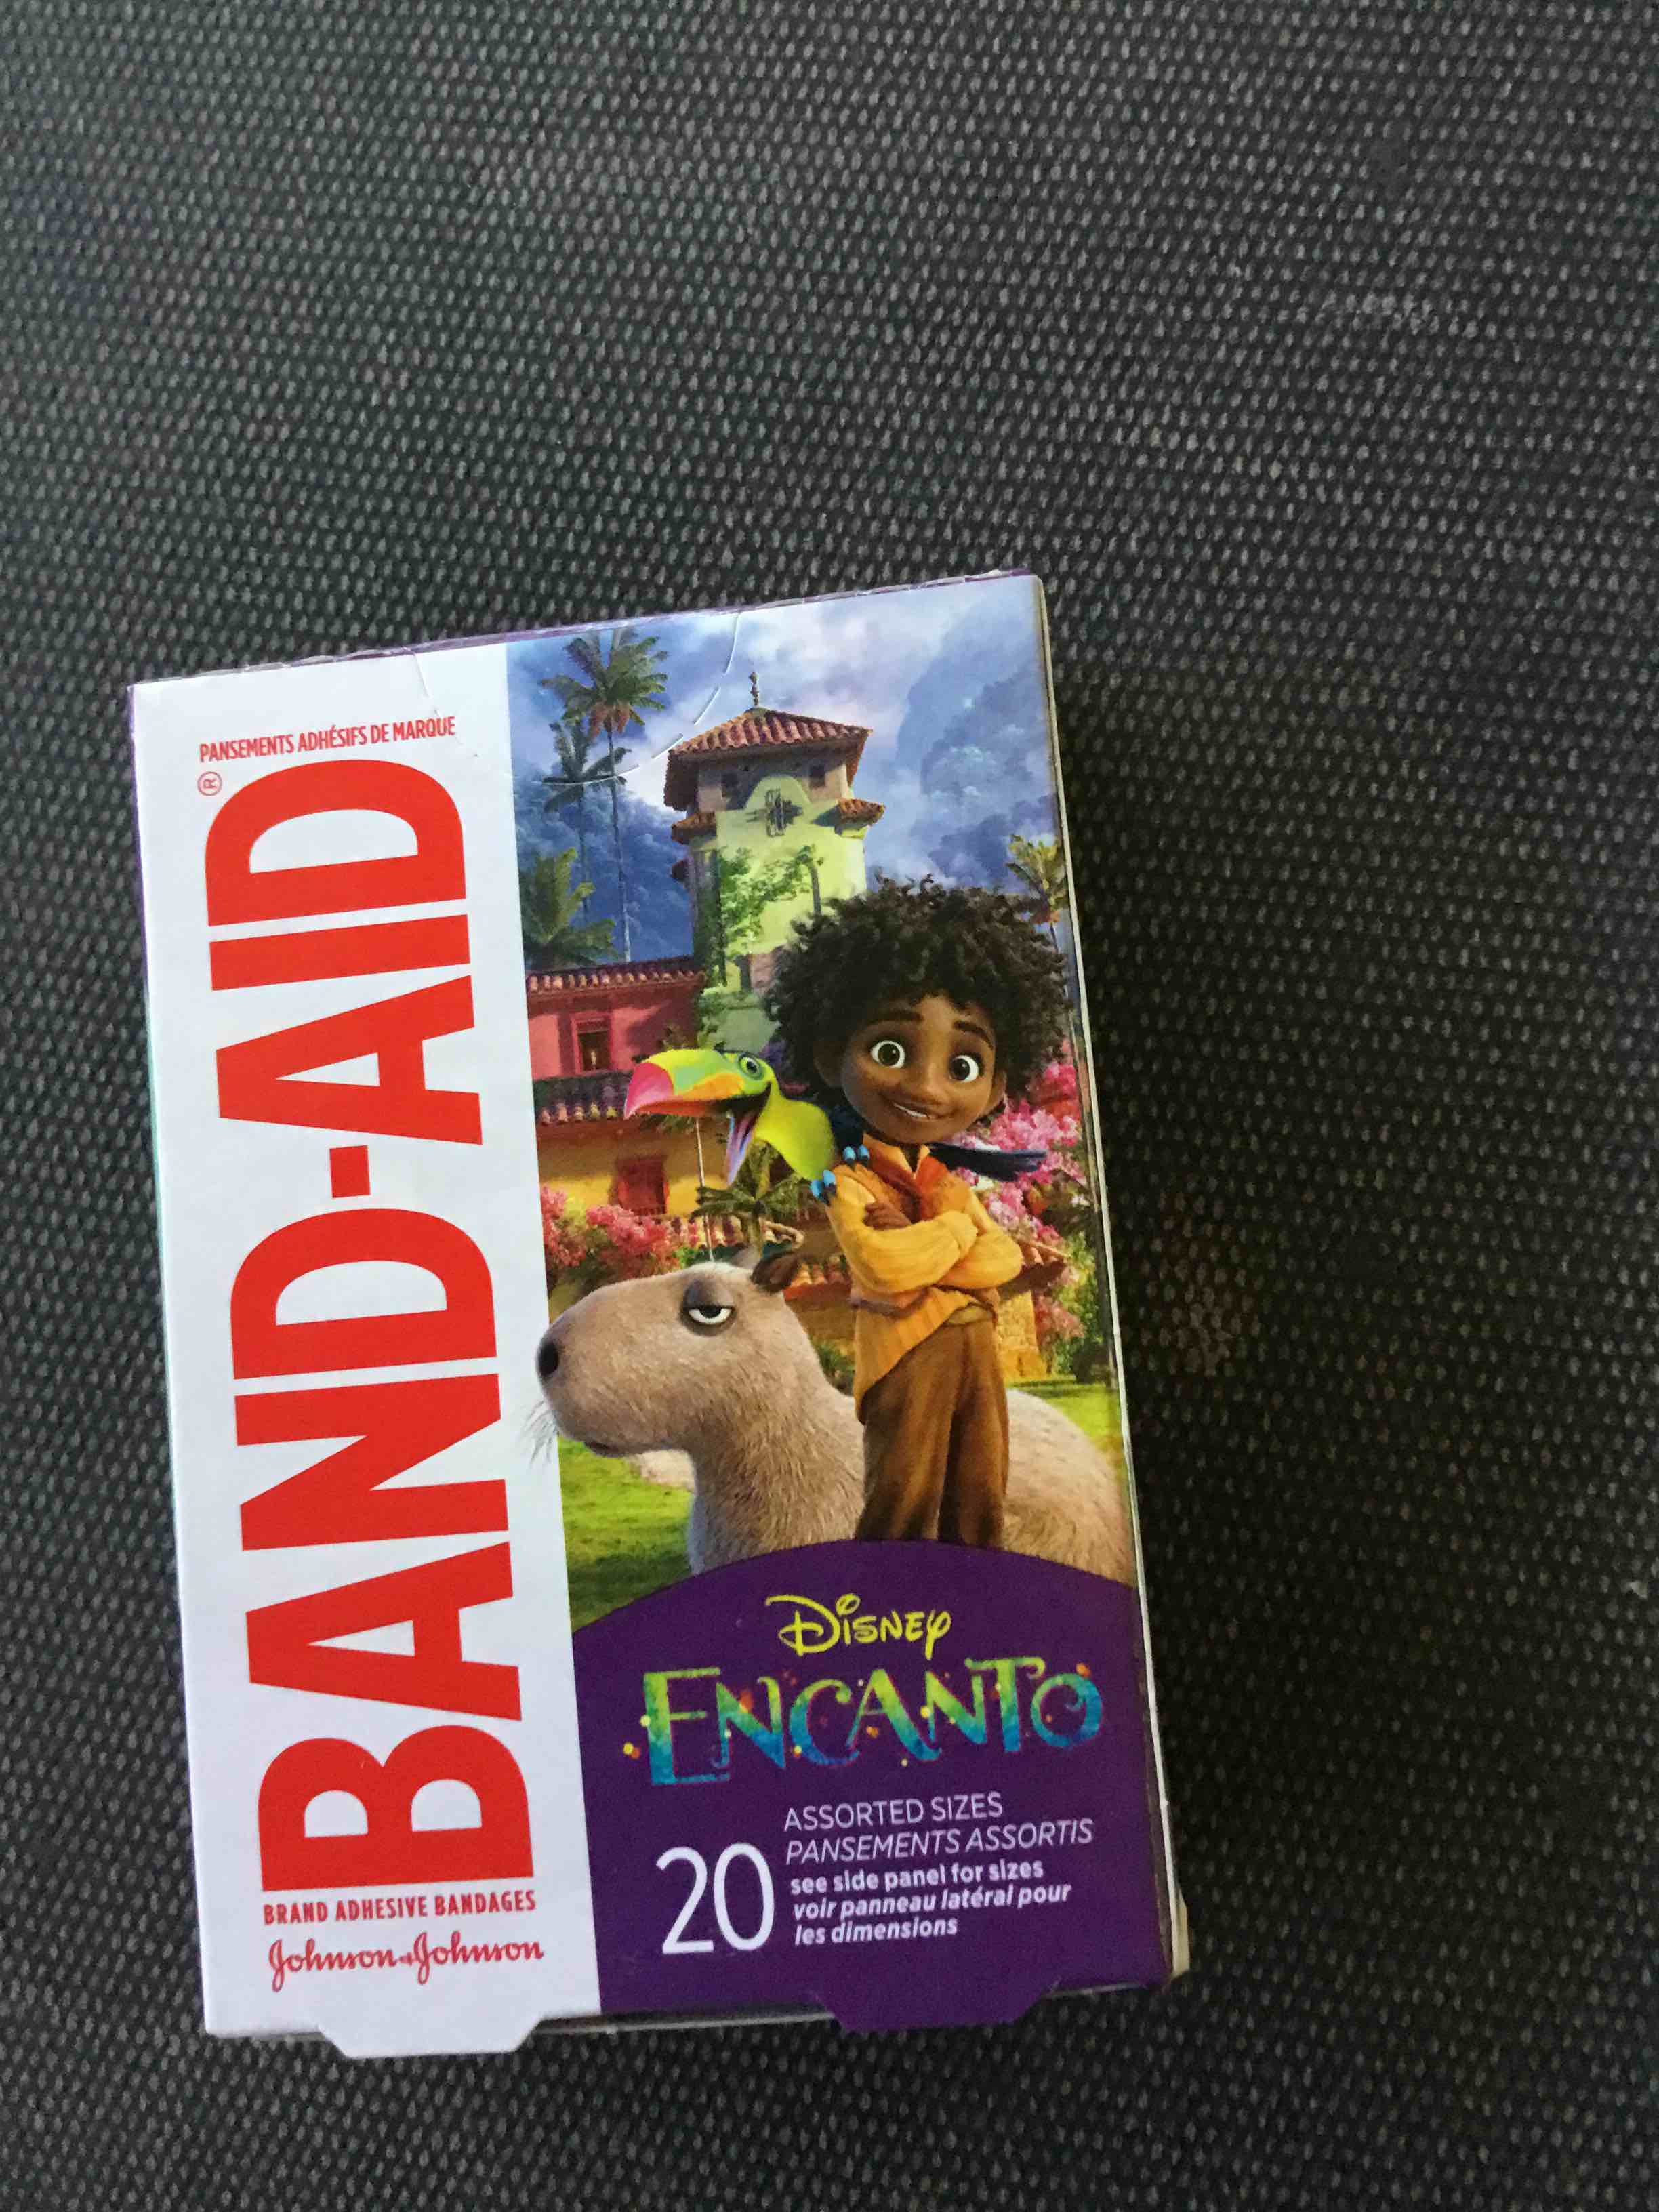 PANSEMENTS ADHÉSIFS DE MARQUE
BAND-AID®
BRAND ADHESIVE BANDAGES
Johnson & Johnson
DISNEY
ENCANTO
20
ASSORTED SIZES
PANSEMENTS ASSORTIS
see side panel for sizes
voir panneau latéral pour
les dimensions